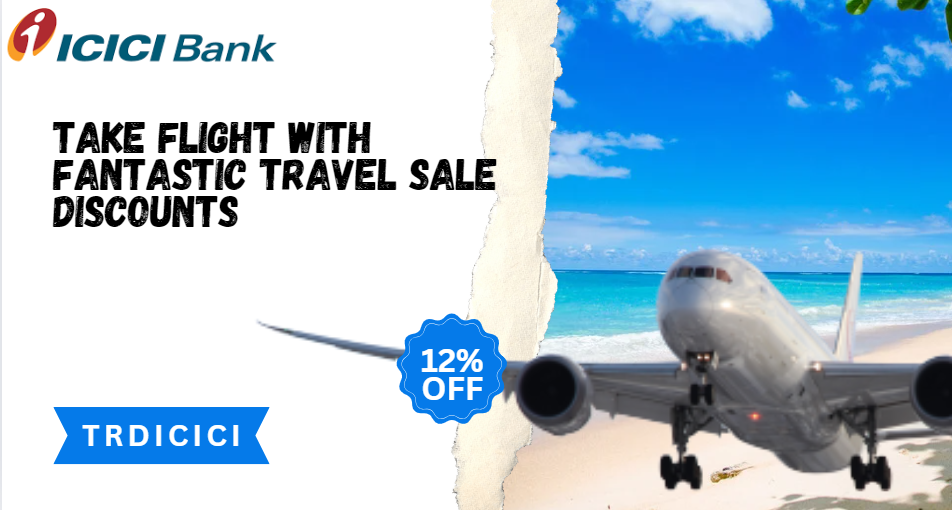 ICICI Bank
TAKE FLIGHT WITH
FANTASTIC TRAVEL SALE
DISCOUNTS
12%
OFF
TRDICICI